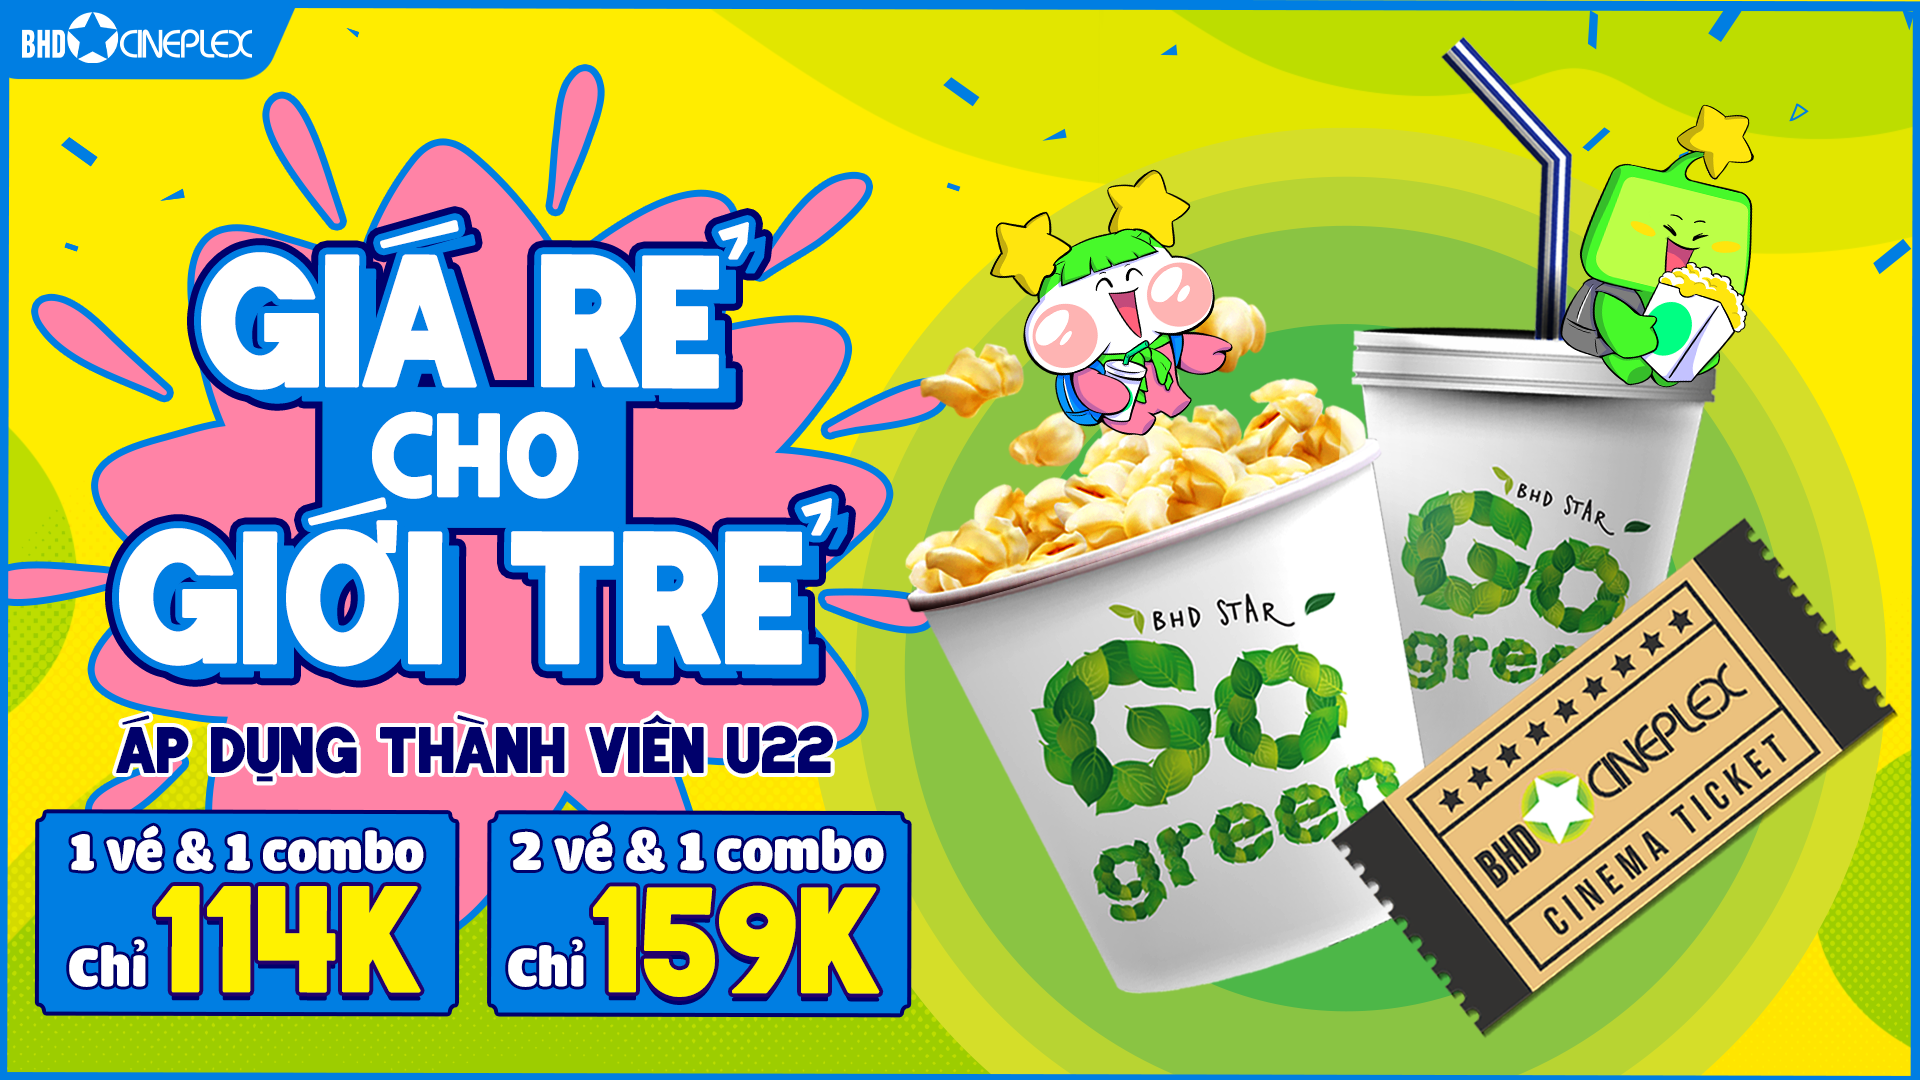 BHD CINEPLEX
GIÁ RẺ
CHO
GIỚI TRẺ
ÁP DỤNG THÀNH VIÊN U22
1 vé & 1 combo
chỉ 114K
2 vé & 1 combo
chỉ 159K
BHD STAR
Go
green
BHD STAR
Go
green
BHD CINEPLEX
CINEMA TICKET